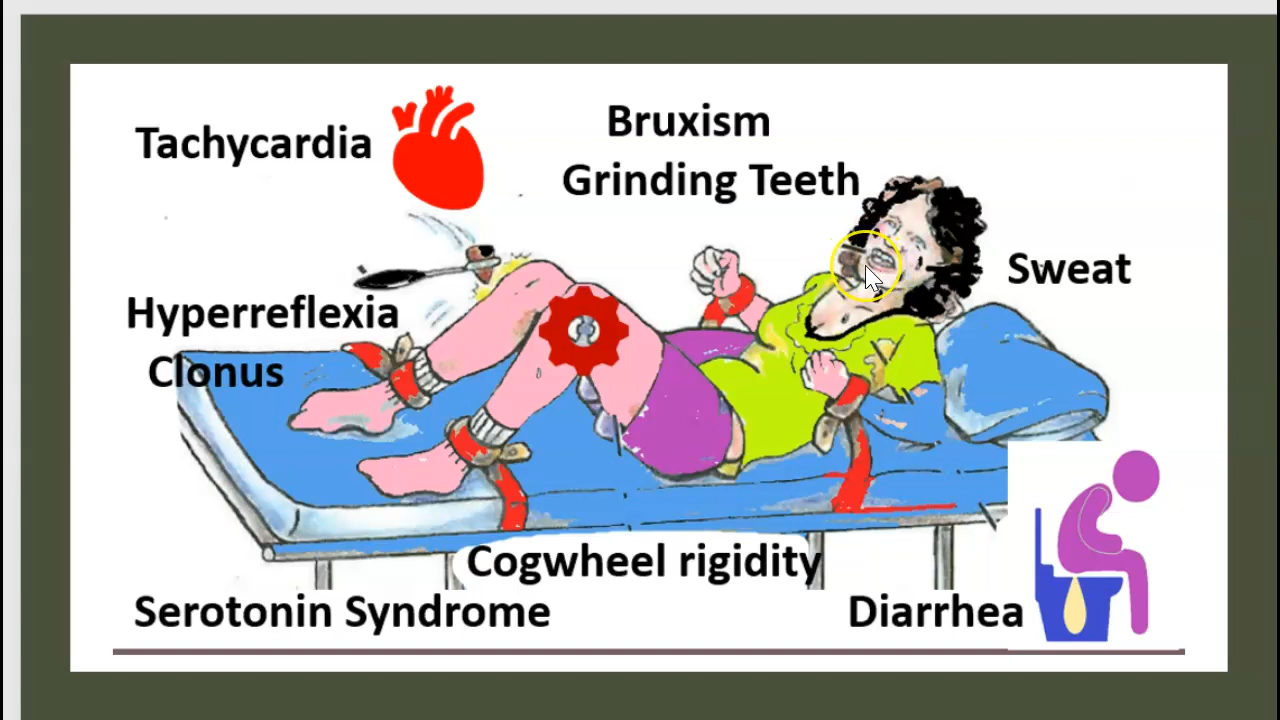 Tachycardia
Bruxism
Grinding Teeth
Sweat
Hyperreflexia
Clonus
Cogwheel rigidity
Serotonin Syndrome
Diarrhea